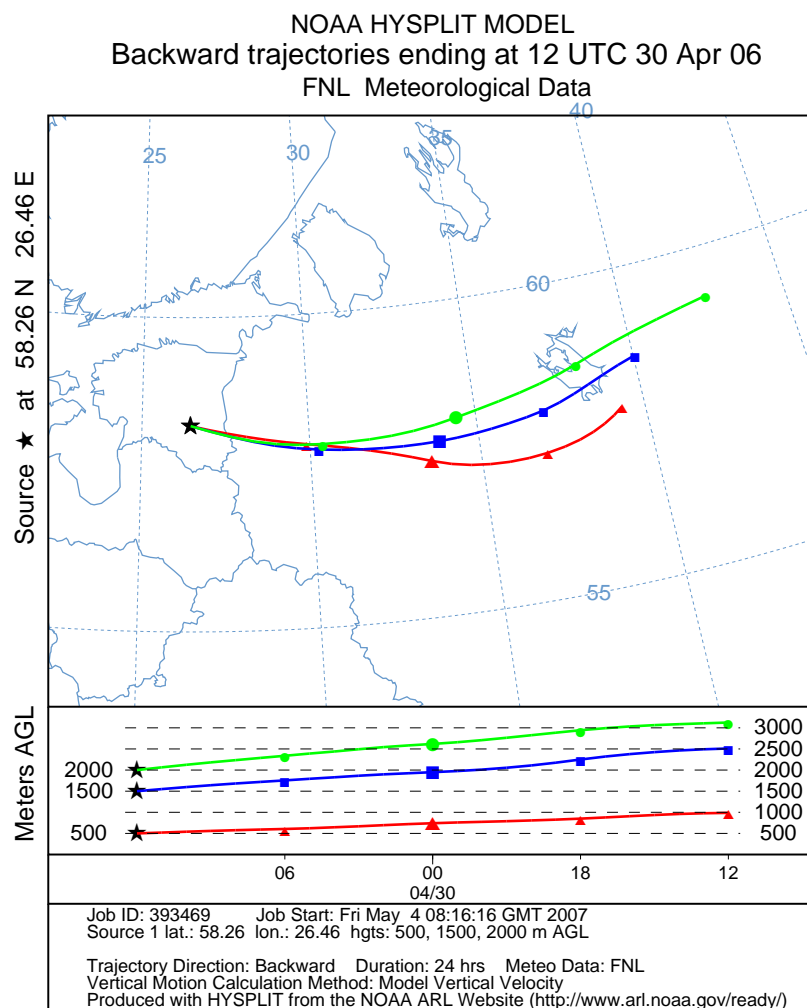 NOAA HYSPLIT MODEL
Backward trajectories ending at 12 UTC 30 Apr 06
FNL Meteorological Data
Source ★ at 58.26 N 26.46 E
25
30
35
40
60
55
Meters AGL
2000
1500
500
3000
2500
2000
1500
1000
500
06
00
18
12
04/30
Job ID: 393469 Job Start: Fri May 4 08:16:16 GMT 2007
Source 1 lat.: 58.26 lon.: 26.46 hgts: 500, 1500, 2000 m AGL
Trajectory Direction: Backward Duration: 24 hrs Meteo Data: FNL
Vertical Motion Calculation Method: Model Vertical Velocity
Produced with HYSPLIT from the NOAA ARL Website (http://www.arl.noaa.gov/ready/)